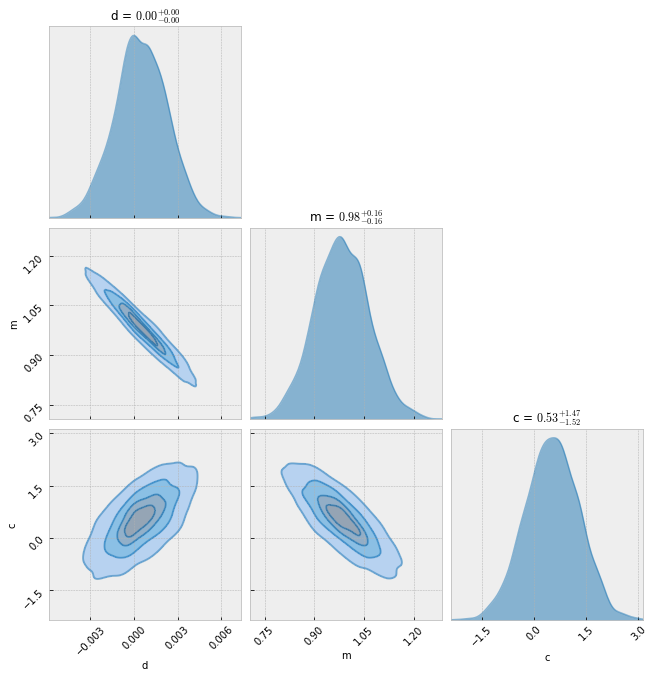 d = 0.00^{+0.00}_{-0.00}
m = 0.98^{+0.16}_{-0.16}
1.20
1.05
0.90
0.75
m
c = 0.53^{+1.47}_{-1.52}
3.0
1.5
0.0
−1.5
c
−0.003 0.000 0.003 0.006
d
0.75 0.90 1.05 1.20
m
−1.5 0.0 1.5 3.0
c